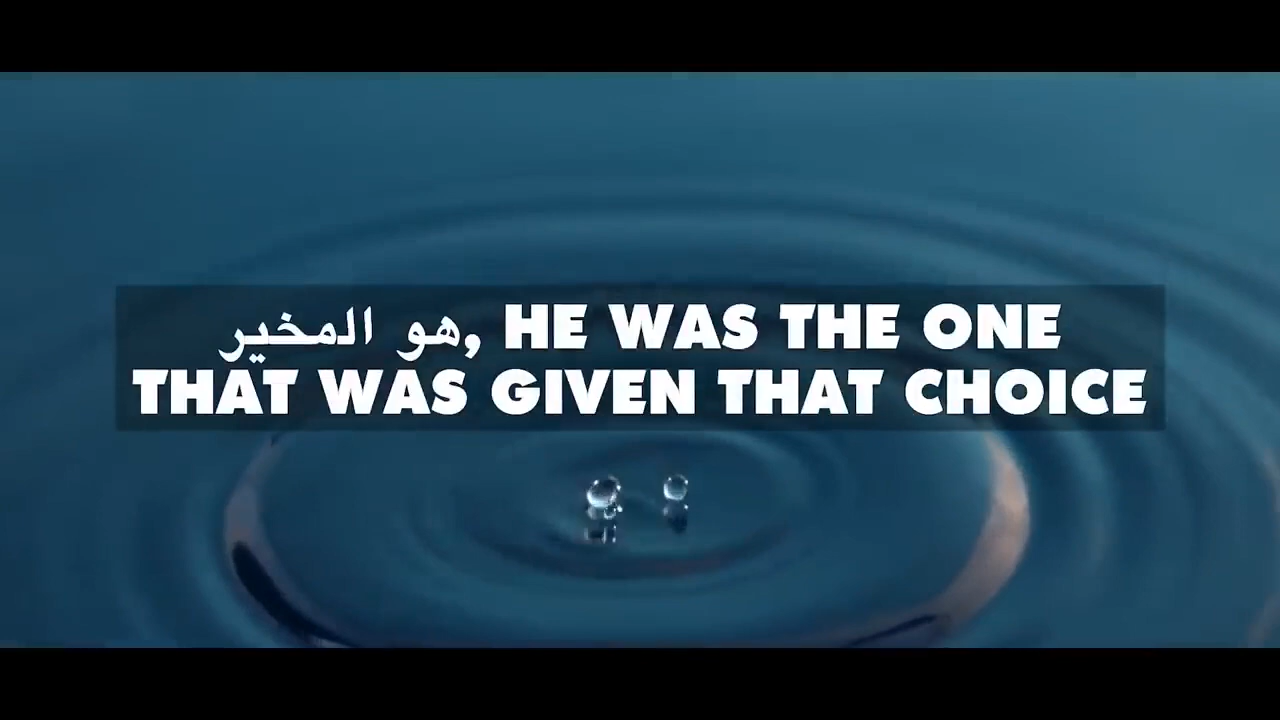 هو المخير, HE WAS THE ONE
THAT WAS GIVEN THAT CHOICE